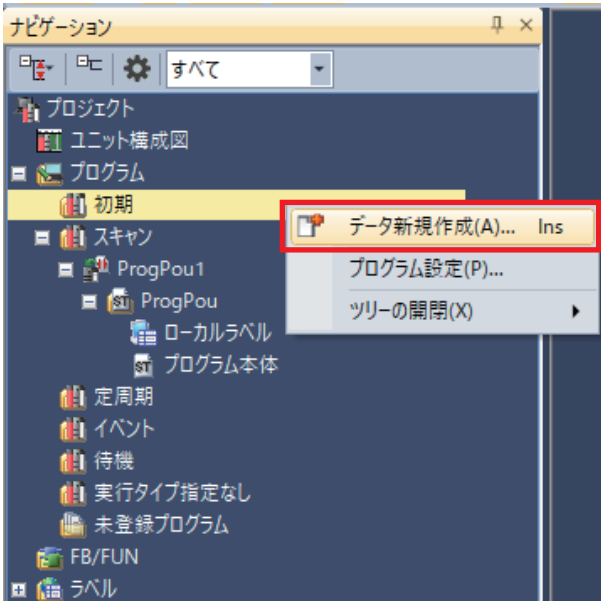 ナビゲーション
すべて
プロジェクト
ユニット構成図
プログラム
初期
データ新規作成(A)... Ins
スキャン
プログラム設定(P)...
ProgPou1
ツリーの開閉(X)
ST ProgPou
ローカルラベル
ST プログラム本体
定周期
イベント
待機
実行タイプ指定なし
未登録プログラム
FB/FUN
ラベル